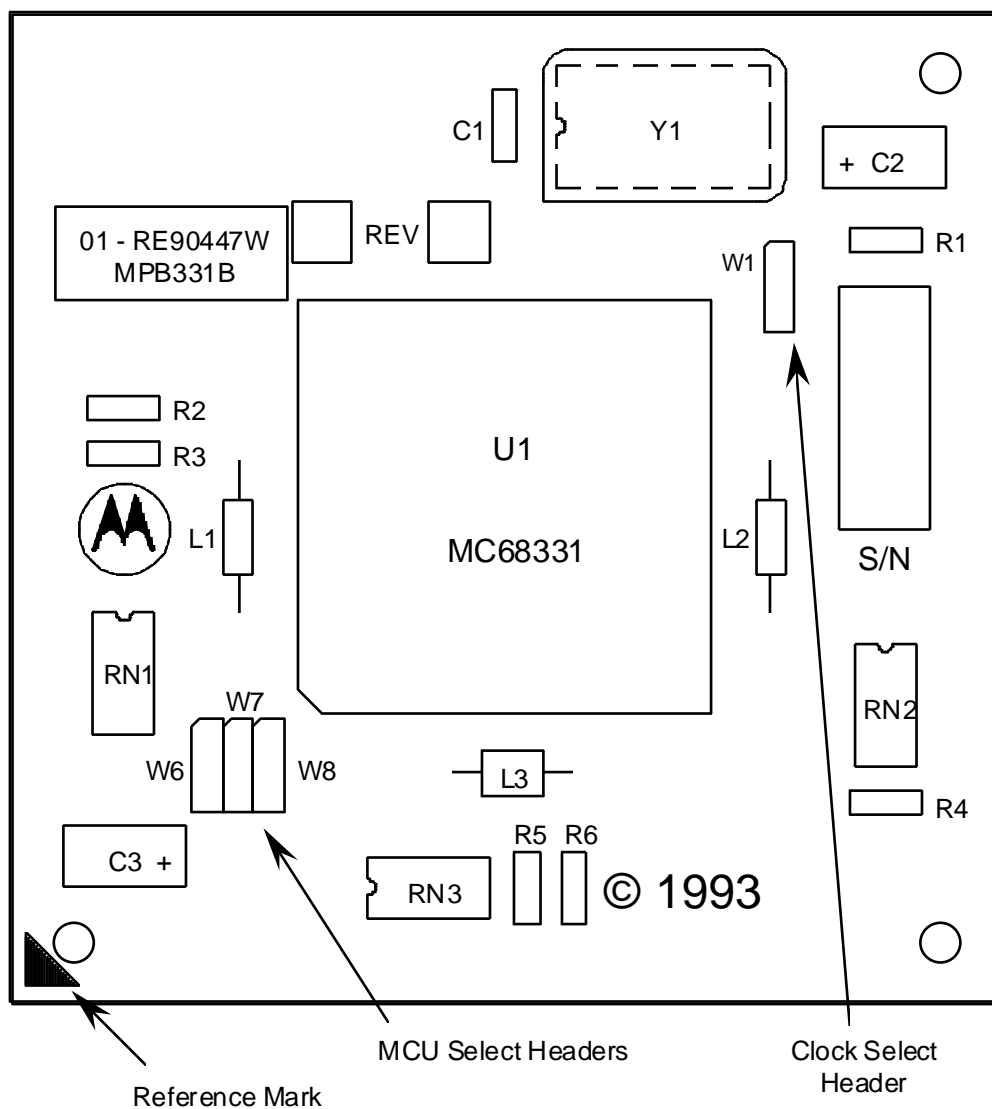 C1
Y1
+ C2
01 - RE90447W
MPB331B
REV
W1
R1
R2
R3
U1
L1
MC68331
L2
S/N
RN1
W7
RN2
W6
W8
L3
R4
C3 +
R5
R6
RN3
© 1993
MCU Select Headers
Clock Select
Header
Reference Mark